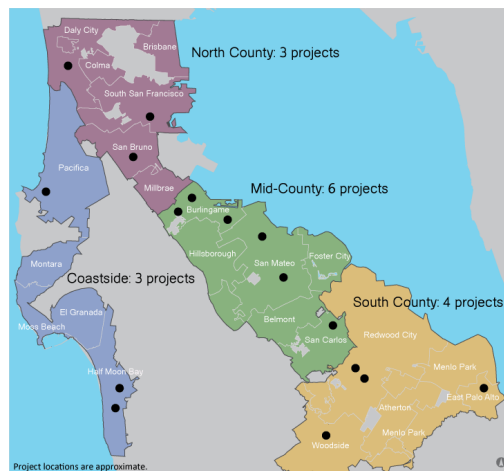 Daly City
Brisbane
Colma
North County: 3 projects
South San Francisco
San Bruno
Pacifica
Millbrae
Mid-County: 6 projects
Burlingame
Hillsborough
Montara
San Mateo
Foster City
Coastside: 3 projects
South County: 4 projects
El Granada
Moss Beach
Belmont
Redwood City
San Carlos
Menlo Park
Half Moon Bay
East Palo Alto
Atherton
Menlo Park
Woodside
Project locations are approximate.